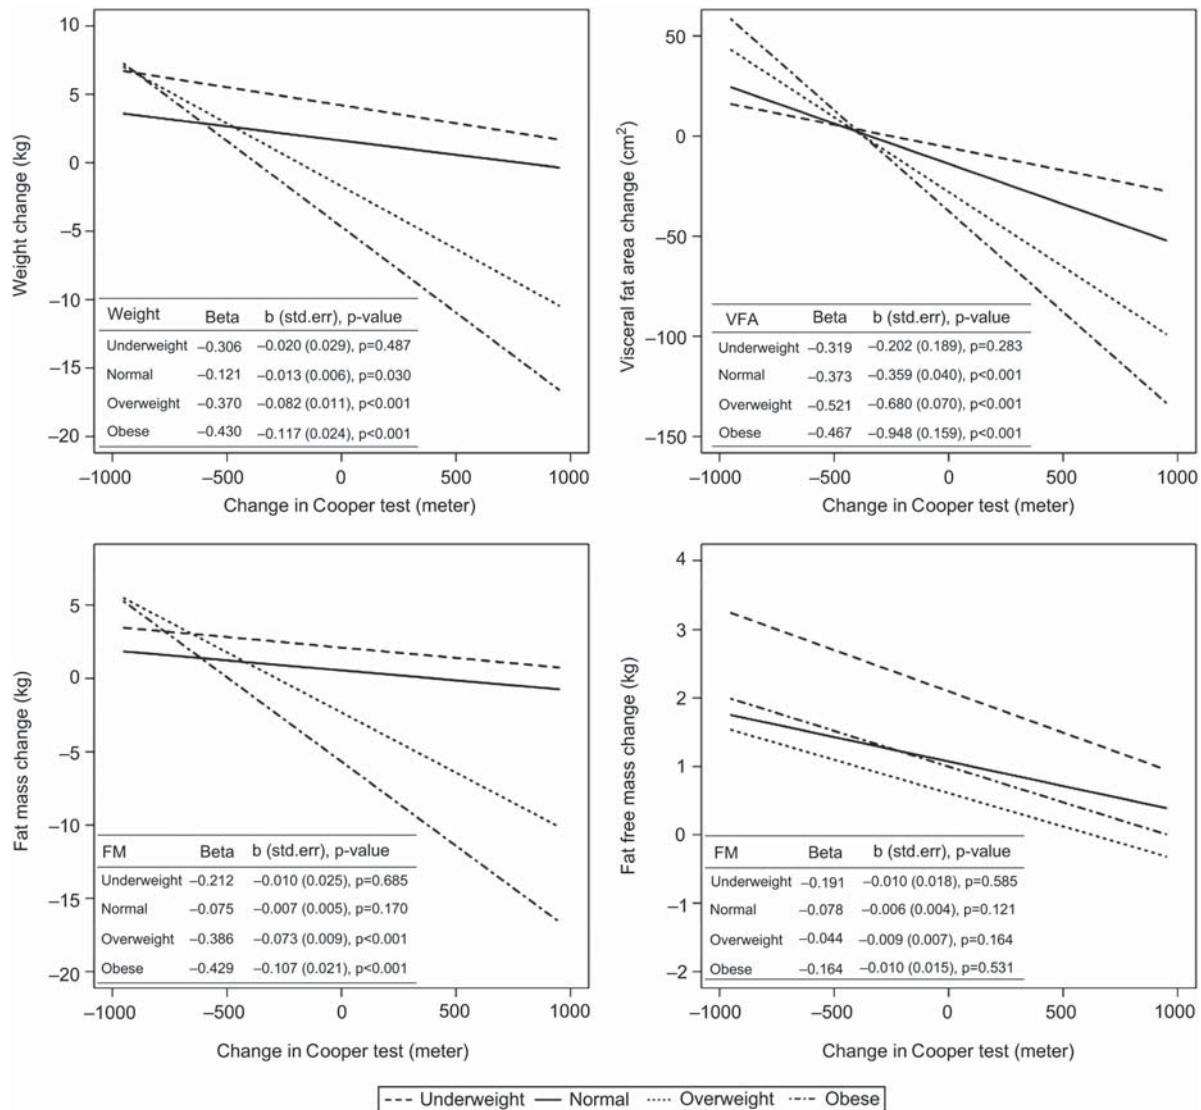 10
5
0
−5
−10
−15
−20
Weight change (kg)
Weight Beta b (std.err), p-value
Underweight −0.306 −0.020 (0.029), p=0.487
Normal −0.121 −0.013 (0.006), p=0.030
Overweight −0.370 −0.082 (0.011), p<0.001
Obese −0.430 −0.117 (0.024), p<0.001
−1000 −500 0 500 1000
Change in Cooper test (meter)
50
0
−50
−100
−150
Visceral fat area change (cm²)
VFA Beta b (std.err), p-value
Underweight −0.319 −0.202 (0.189), p=0.283
Normal −0.373 −0.359 (0.040), p<0.001
Overweight −0.521 −0.680 (0.070), p<0.001
Obese −0.467 −0.948 (0.159), p<0.001
−1000 −500 0 500 1000
Change in Cooper test (meter)
5
0
−5
−10
−15
−20
Fat mass change (kg)
FM Beta b (std.err), p-value
Underweight −0.212 −0.010 (0.025), p=0.685
Normal −0.075 −0.007 (0.005), p=0.170
Overweight −0.386 −0.073 (0.009), p<0.001
Obese −0.429 −0.107 (0.021), p<0.001
−1000 −500 0 500 1000
Change in Cooper test (meter)
4
3
2
1
0
−1
−2
Fat free mass change (kg)
FM Beta b (std.err), p-value
Underweight −0.191 −0.010 (0.018), p=0.585
Normal −0.078 −0.006 (0.004), p=0.121
Overweight −0.044 −0.009 (0.007), p=0.164
Obese −0.164 −0.010 (0.015), p=0.531
−1000 −500 0 500 1000
Change in Cooper test (meter)
Underweight Normal Overweight Obese